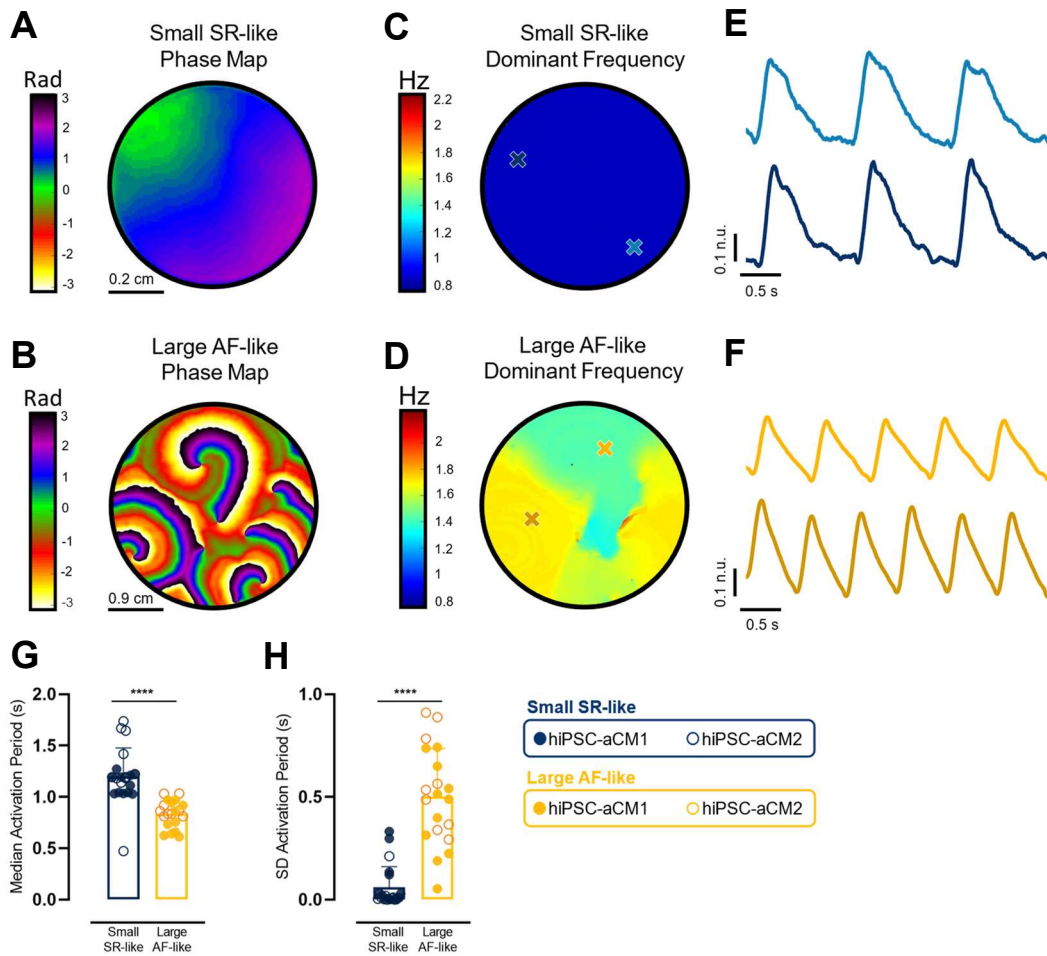 A
Small SR-like
Phase Map
Rad
3
2
1
0
-1
-2
-3
0.2 cm
C
Small SR-like
Dominant Frequency
Hz
2.2
2
1.8
1.6
1.4
1.2
1
0.8
E
0.1 n.u.
0.5 s
B
Large AF-like
Phase Map
Rad
3
2
1
0
-1
-2
-3
0.9 cm
D
Large AF-like
Dominant Frequency
Hz
2
1.8
1.6
1.4
1.2
1
0.8
F
0.1 n.u.
0.5 s
G
Median Activation Period (s)
2.0
1.5
1.0
0.5
0.0
****
Small
SR-like
Large
AF-like
H
SD Activation Period (s)
1.0
0.5
0.0
****
Small
SR-like
Large
AF-like
Small SR-like
hiPSC-aCM1 hiPSC-aCM2
Large AF-like
hiPSC-aCM1 hiPSC-aCM2